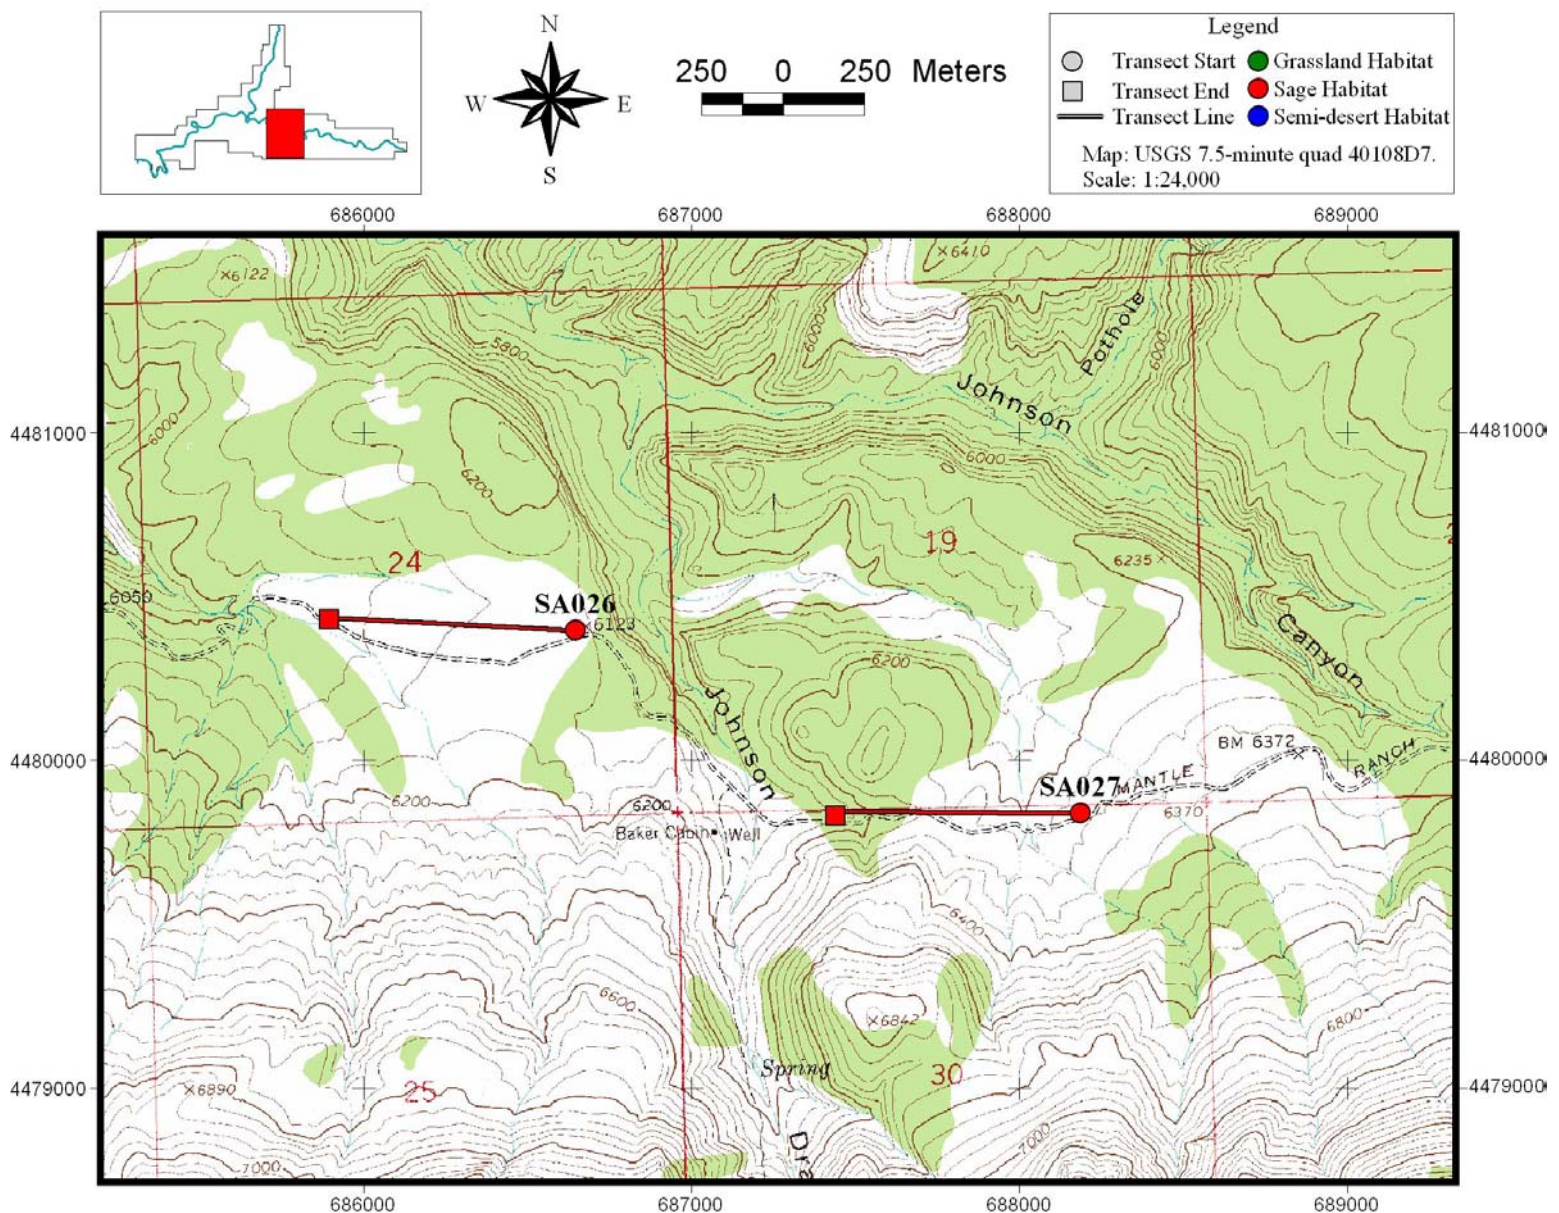 N
W E
S
250 0 250 Meters
Legend
Transect Start
Grassland Habitat
Transect End
Sage Habitat
Transect Line
Semi-desert Habitat
Map: USGS 7.5-minute quad 40108D7.
Scale: 1:24,000
686000 687000 688000 689000
×6122
×6410
5800
6000
Pothole
6000
Johnson
4481000
4481000
6000
6200
6000
24
19
6235×
6050
SA026
×6123
6200
Canyon
Johnson
BM 6372
RANCH
4480000
4480000
SA027
MANTLE
6200
6200
6370
Baker Cabin
Well
6400
6600
×6842
6800
Spring
4479000
4479000
×6890
25
30
7000
7000
Dra
686000 687000 688000 689000